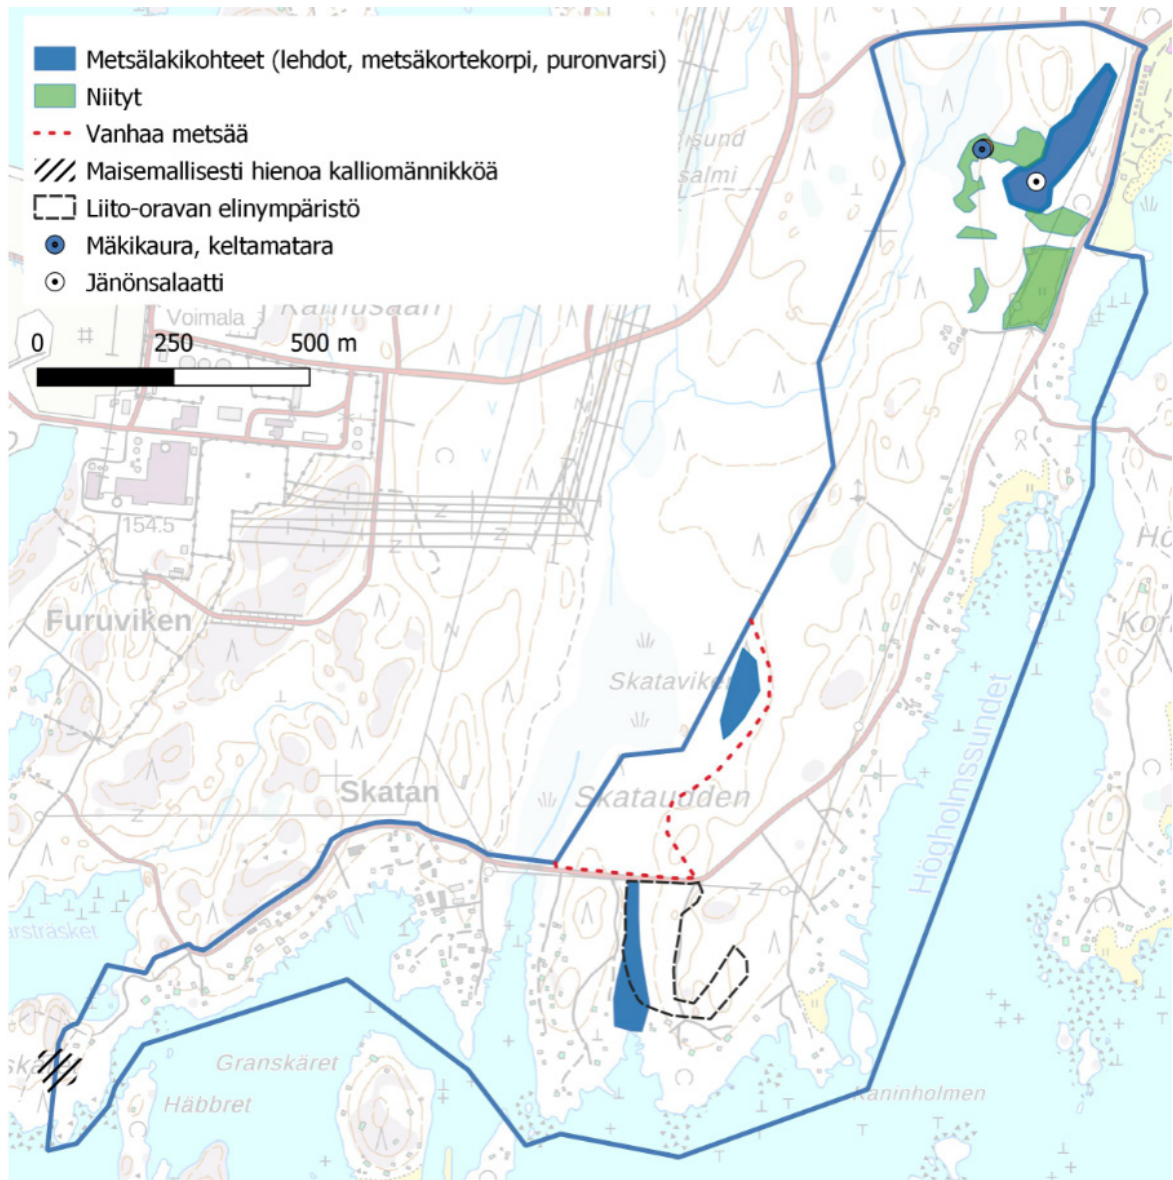 Metsälakikohteet (lehdot, metsäkortekorpi, puronvarsi)
Niityt
Vanhaa metsää
Maisemallisesti hienoa kalliomännikköä
Liito-oravan elinympäristö
Mäkikaura, keltamatara
Jänönsalaatti
Voimala
0 250 500 m
154.5
Furuviken
Skatan
Skataudden
Högholmssundet
Granskäret
Häbbret
Kaninholmen